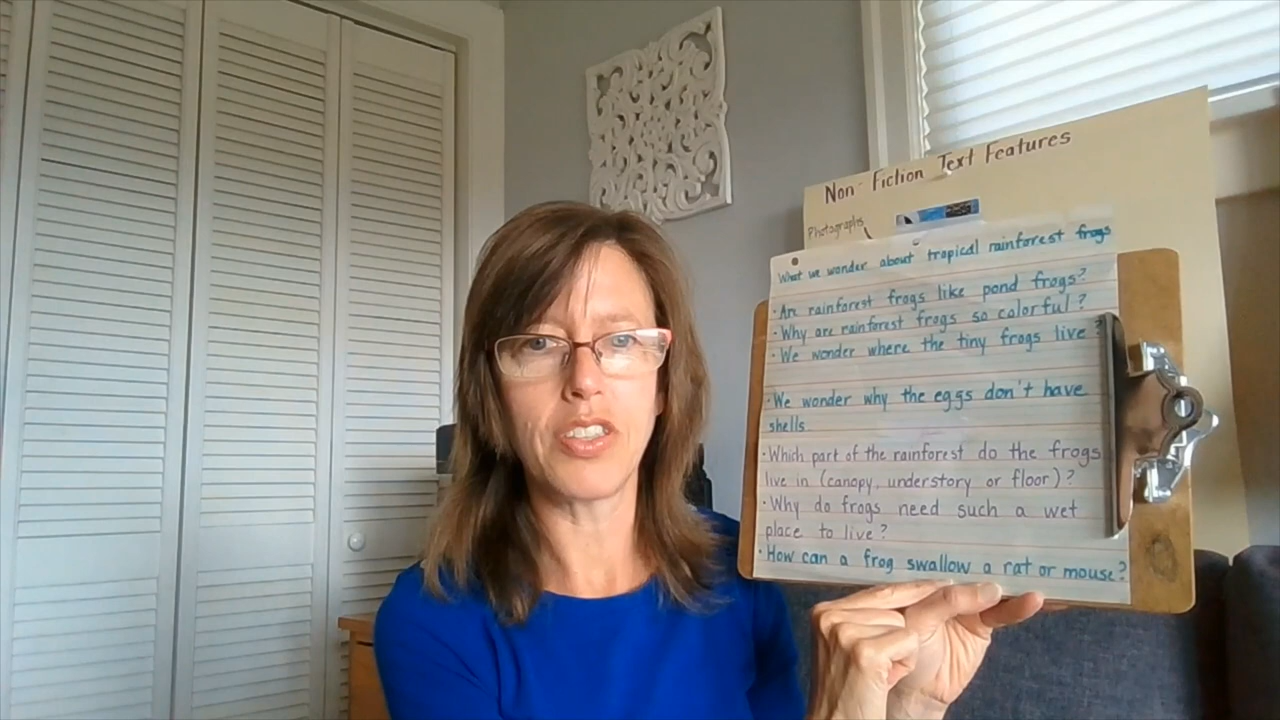 Non-Fiction Text Features
Photographs
What we wonder about tropical rainforest frogs
· Are rainforest frogs like pond frogs?
· Why are rainforest frogs so colorful?
· We wonder where the tiny frogs live?
· We wonder why the eggs don't have
shells
· Which part of the rainforest do the frogs
live in (canopy, understory or floor)?
· Why do frogs need such a wet
place to live?
· How can a frog swallow a rat or mouse?